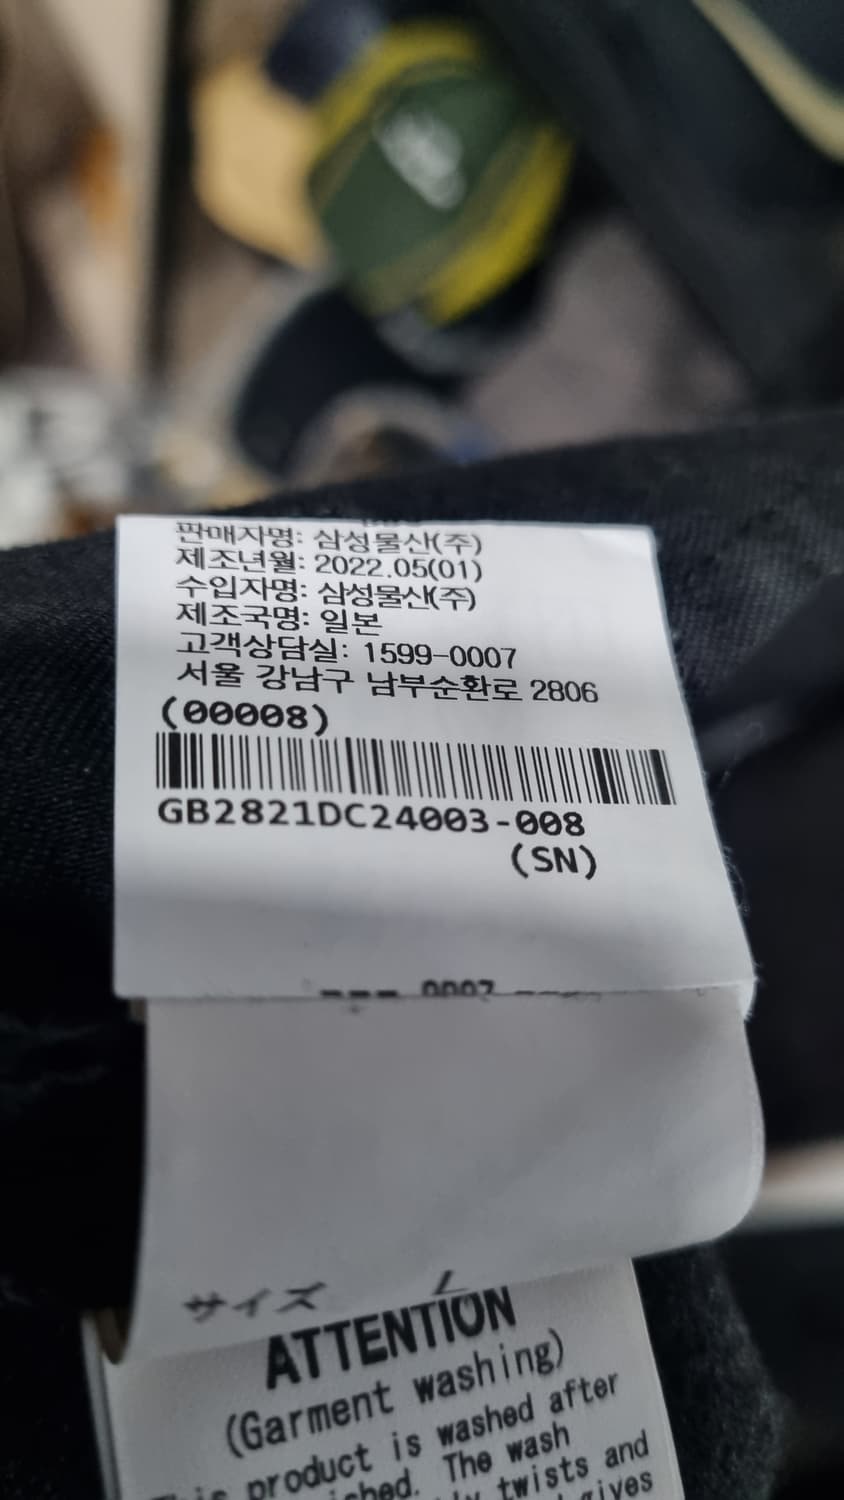 판매자명: 삼성물산(주)
제조년월: 2022.05(01)
수입자명: 삼성물산(주)
제조국명: 일본
고객상담실: 1599-0007
서울 강남구 남부순환로 2806
(00008)
GB2821DC24003-008
(SN)
--- 0007 ---
サイズ L
ATTENTION
(Garment washing)
product is washed after
The wash
twists and
gives